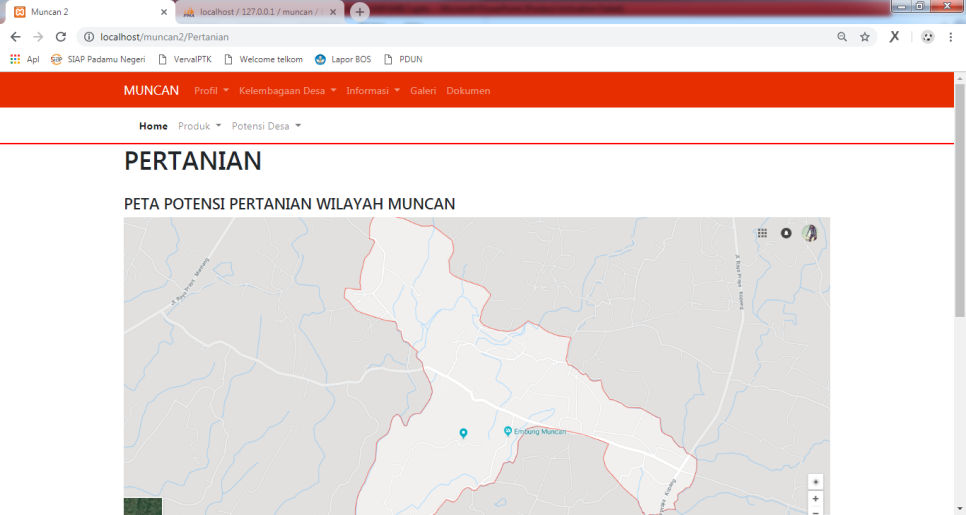 Muncan 2
localhost / 127.0.0.1 / muncan /
localhost/muncan2/Pertanian
Apl SIAP Padamu Negeri VervalPTK Welcome telkom Lapor BOS PDUN
MUNCAN Profil Kelembagaan Desa Informasi Galeri Dokumen
Home Produk Potensi Desa
PERTANIAN
PETA POTENSI PERTANIAN WILAYAH MUNCAN
Jl. Raya Praya
Jl. Raya Praya Kopang
Embung Muncan
Kopang